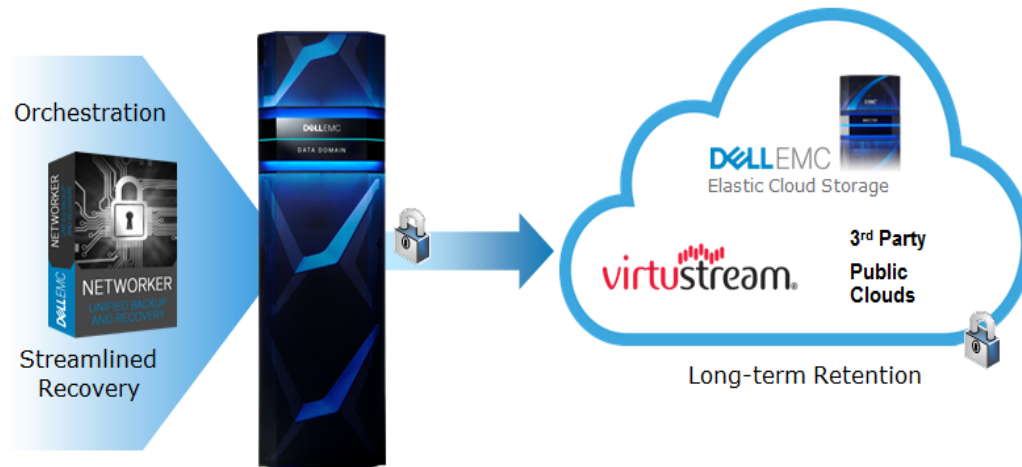 Orchestration
NETWORKER
DELLEMC
NETWORKER
UNIFIED BACKUP
AND RECOVERY
Streamlined
Recovery
DELLEMC
DATA DOMAIN
EMC
DELLEMC
Elastic Cloud Storage
virtustream.
3rd Party
Public
Clouds
Long-term Retention